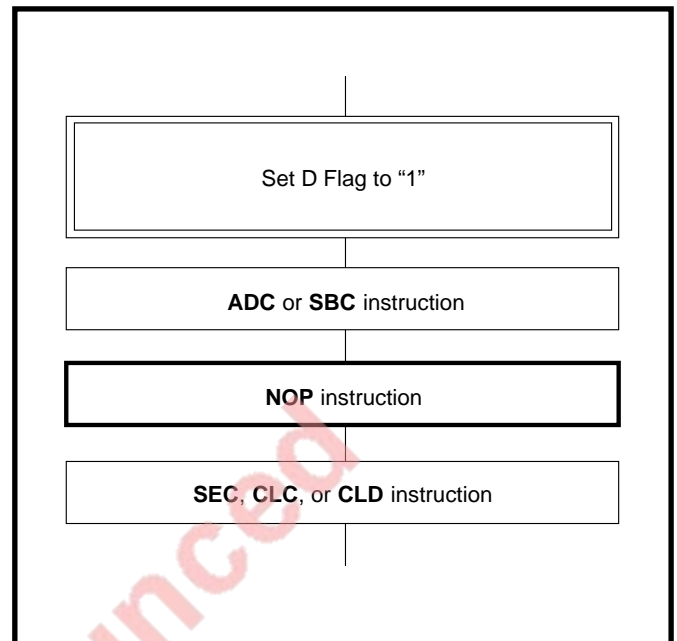 Set D Flag to “1”
ADC or SBC instruction
NOP instruction
SEC, CLC, or CLD instruction